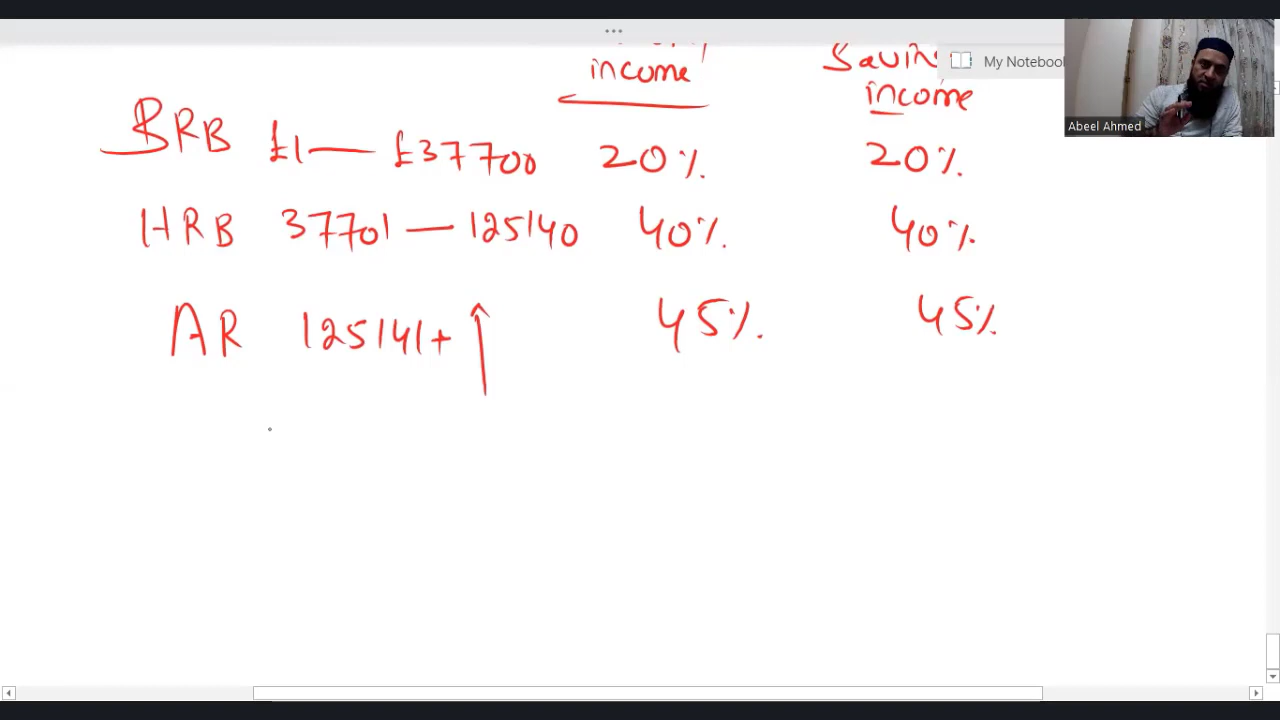 income
Savin
income
My Notebook
Abeel Ahmed
BRB £1 — £37700 20% 20%
HRB 37701 — 125140 40% 40%
AR 125141+ 45% 45%